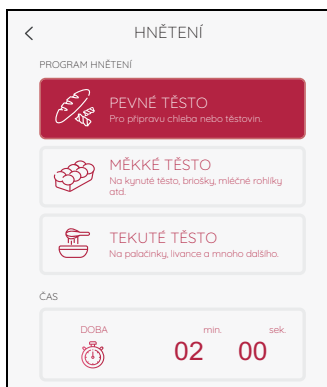 HNĚTENÍ
PROGRAM HNĚTENÍ
PEVNÉ TĚSTO
Pro přípravu chleba nebo těstovin.
MĚKKÉ TĚSTO
Na kynuté těsto, briošky, mléčné rohlíky
atd.
TEKUTÉ TĚSTO
Na palačinky, lívance a mnoho dalšího.
ČAS
DOBA min. sek.
02 00